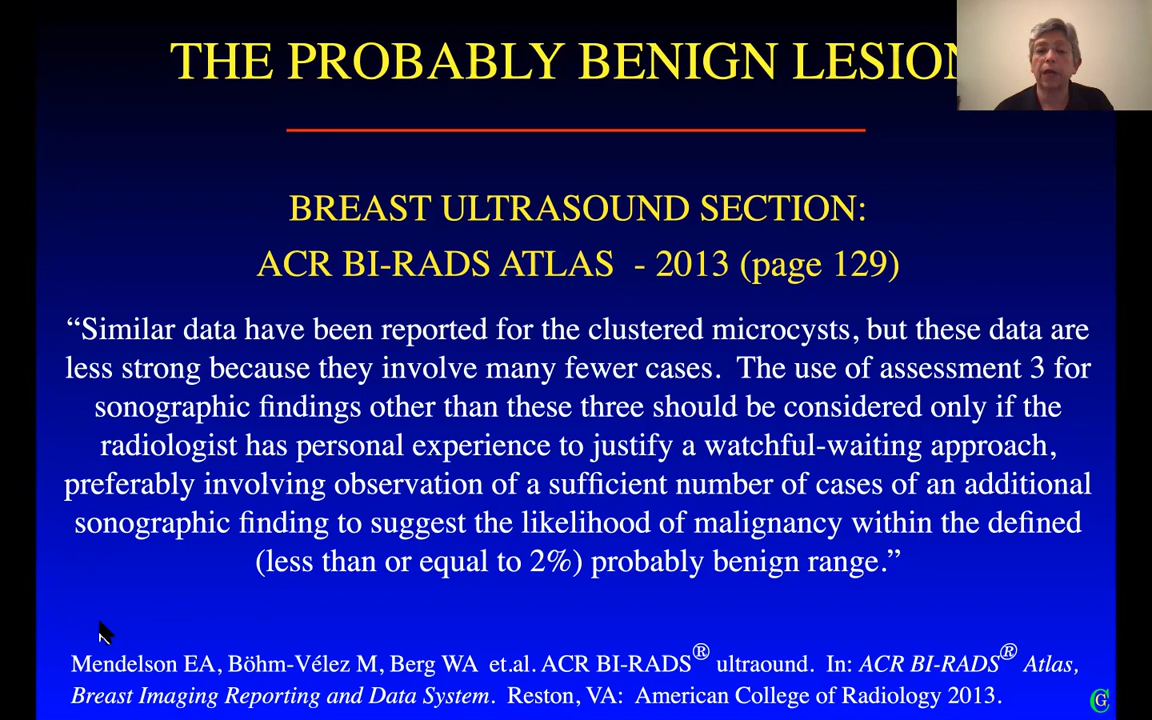 THE PROBABLY BENIGN LESION
BREAST ULTRASOUND SECTION:
ACR BI-RADS ATLAS - 2013 (page 129)
“Similar data have been reported for the clustered microcysts, but these data are
less strong because they involve many fewer cases. The use of assessment 3 for
sonographic findings other than these three should be considered only if the
radiologist has personal experience to justify a watchful-waiting approach,
preferably involving observation of a sufficient number of cases of an additional
sonographic finding to suggest the likelihood of malignancy within the defined
(less than or equal to 2%) probably benign range.”
Mendelson EA, Böhm-Vélez M, Berg WA et.al. ACR BI-RADS® ultraound. In: ACR BI-RADS® Atlas,
Breast Imaging Reporting and Data System. Reston, VA: American College of Radiology 2013.